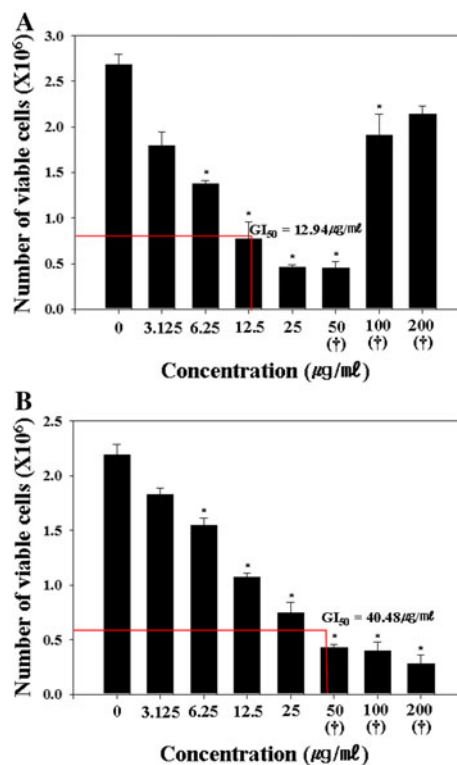 A
Number of viable cells (X10⁶)
3.0
2.5
2.0
1.5
1.0
0.5
0.0
* * * * * *
GI₅₀ = 12.94㎍/㎖
0 3.125 6.25 12.5 25 50 100 200
(†) (†) (†)
Concentration (㎍/㎖)
B
Number of viable cells (X10⁶)
2.5
2.0
1.5
1.0
0.5
0.0
* * * * * *
GI₅₀ = 40.48㎍/㎖
0 3.125 6.25 12.5 25 50 100 200
(†) (†) (†)
Concentration (㎍/㎖)